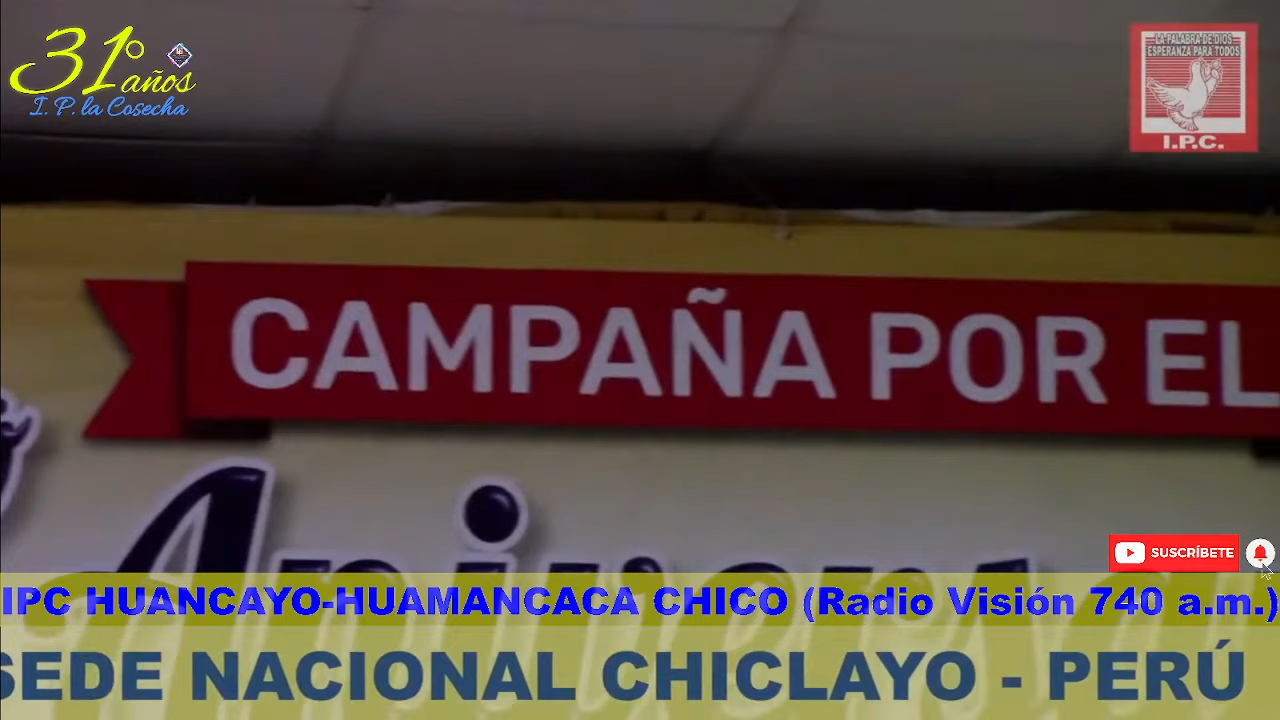 31° años
I. P. la Cosecha
LA PALABRA DE DIOS
ESPERANZA PARA TODOS
I.P.C.
CAMPAÑA POR EL
Aniversar
SUSCRÍBETE
IPC HUANCAYO-HUAMANCACA CHICO (Radio Visión 740 a.m.)
SEDE NACIONAL CHICLAYO - PERÚ